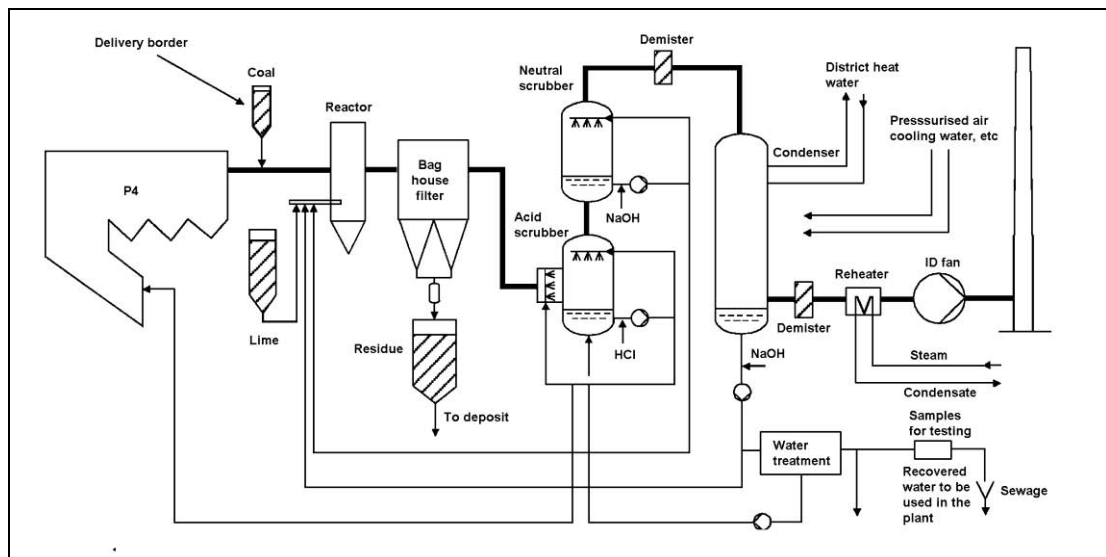 Delivery border
Coal
Reactor
P4
Lime
Bag
house
filter
Residue
To deposit
Neutral
scrubber
Demister
NaOH
Acid
scrubber
HCl
Condenser
District heat
water
Presssurised air
cooling water, etc
Demister
Reheater
ID fan
NaOH
Steam
Condensate
Water
treatment
Samples
for testing
Recovered
water to be
used in the
plant
Sewage